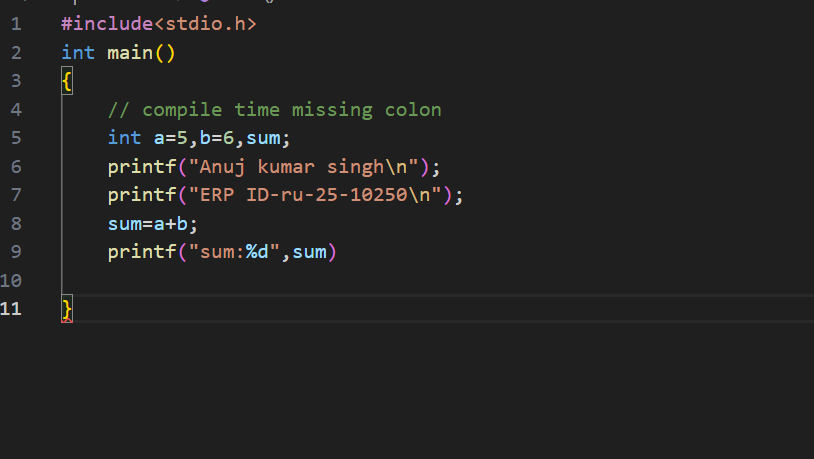 1 #include<stdio.h>
2 int main()
3 {
4 // compile time missing colon
5 int a=5,b=6,sum;
6 printf("Anuj kumar singh\n");
7 printf("ERP ID-ru-25-10250\n");
8 sum=a+b;
9 printf("sum:%d",sum)
10
11 }